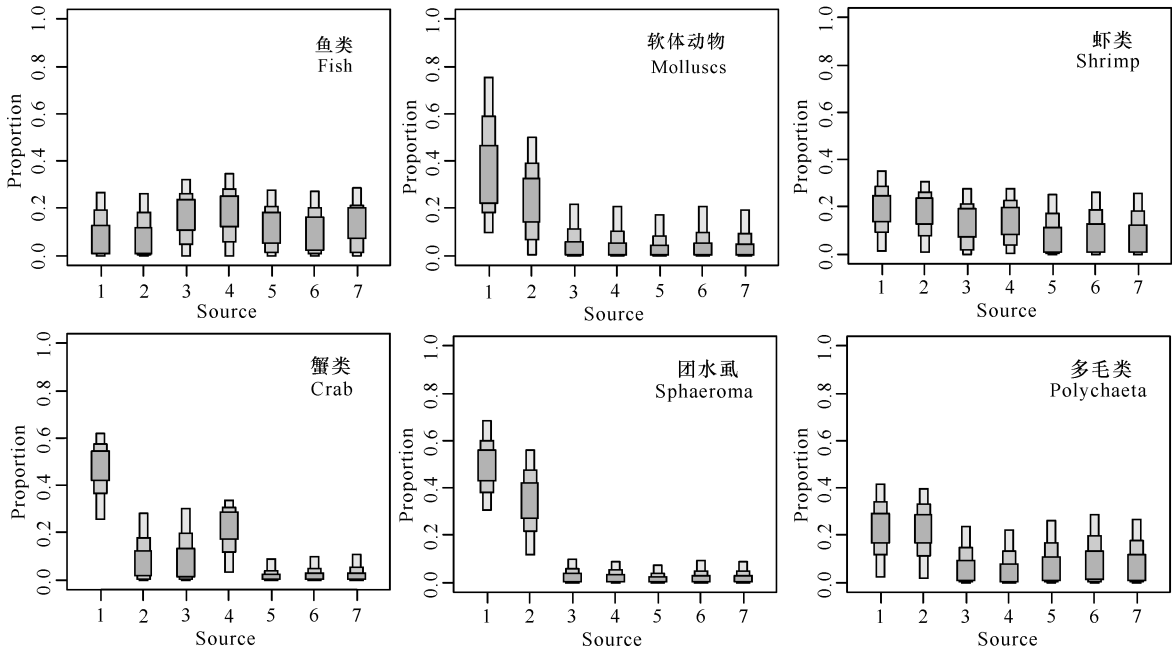 鱼类
Fish
Proportion
0.0 0.2 0.4 0.6 0.8 1.0
1 2 3 4 5 6 7
Source
软体动物
Molluscs
Proportion
0.0 0.2 0.4 0.6 0.8 1.0
1 2 3 4 5 6 7
Source
虾类
Shrimp
Proportion
0.0 0.2 0.4 0.6 0.8 1.0
1 2 3 4 5 6 7
Source
蟹类
Crab
Proportion
0.0 0.2 0.4 0.6 0.8 1.0
1 2 3 4 5 6 7
Source
团水虱
Sphaeroma
Proportion
0.0 0.2 0.4 0.6 0.8 1.0
1 2 3 4 5 6 7
Source
多毛类
Polychaeta
Proportion
0.0 0.2 0.4 0.6 0.8 1.0
1 2 3 4 5 6 7
Source